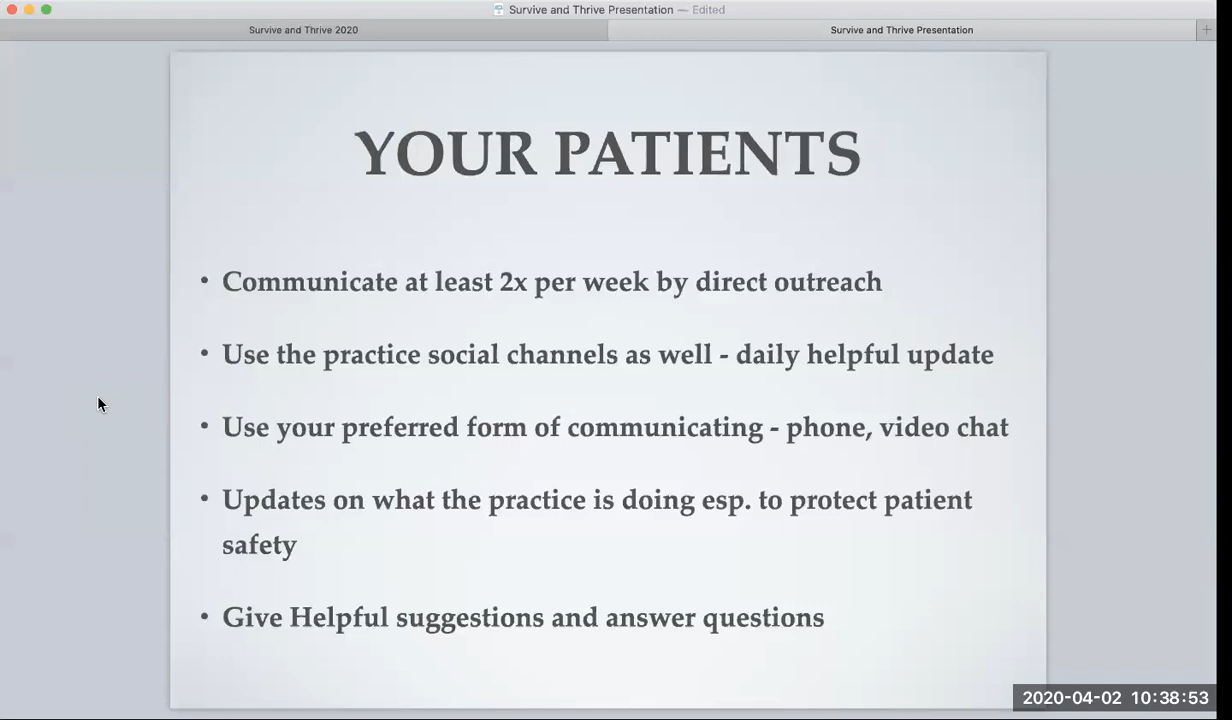 Survive and Thrive Presentation — Edited
Survive and Thrive 2020
Survive and Thrive Presentation
YOUR PATIENTS
• Communicate at least 2x per week by direct outreach
• Use the practice social channels as well - daily helpful update
• Use your preferred form of communicating - phone, video chat
• Updates on what the practice is doing esp. to protect patient
safety
• Give Helpful suggestions and answer questions
2020-04-02 10:38:53